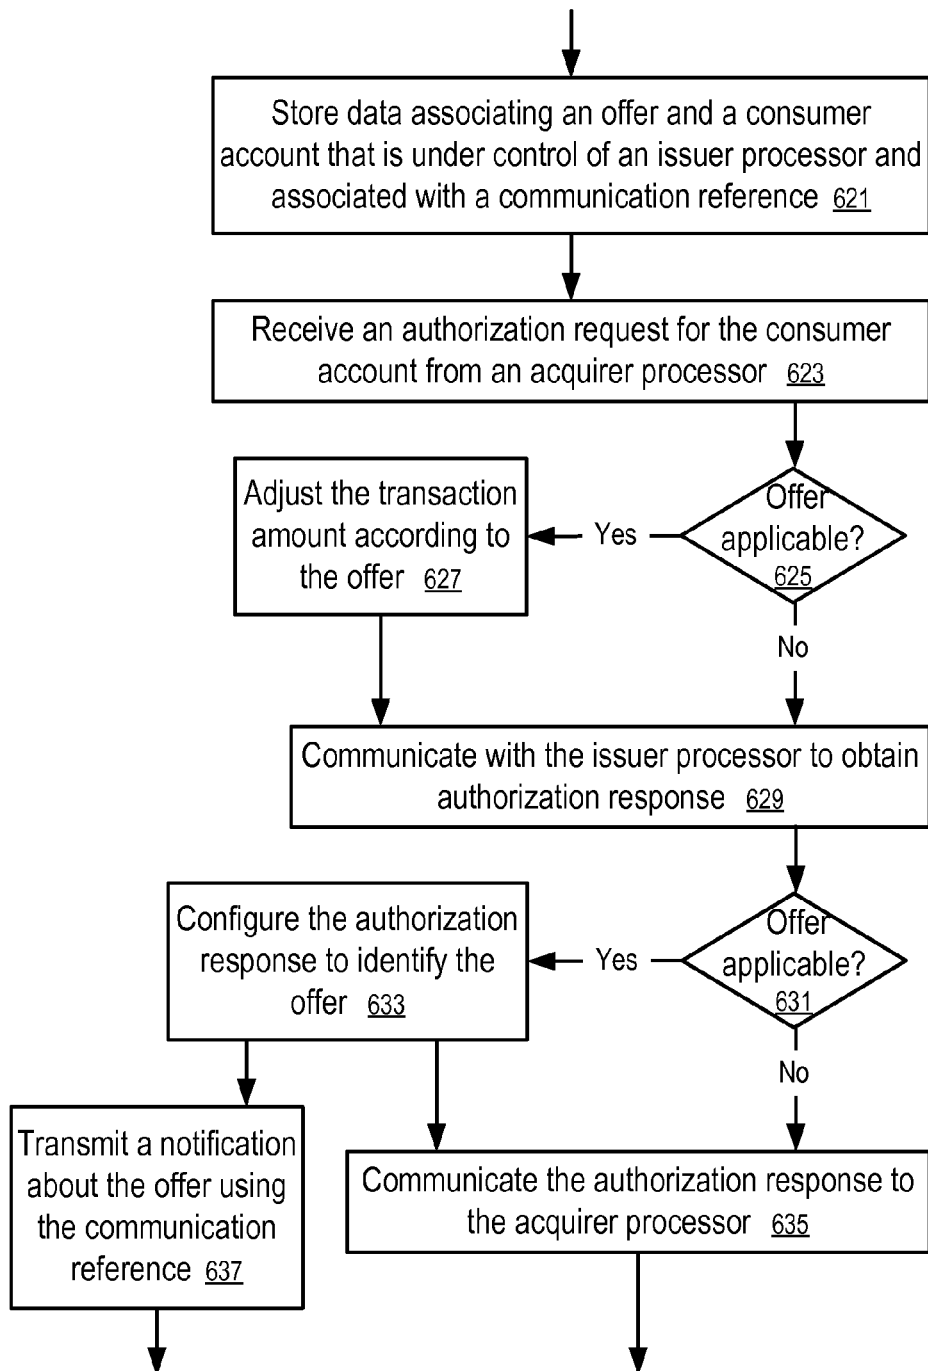 Store data associating an offer and a consumer
account that is under control of an issuer processor and
associated with a communication reference 621
Receive an authorization request for the consumer
account from an acquirer processor 623
Offer
applicable?
625
Yes
Adjust the transaction
amount according to
the offer 627
No
Communicate with the issuer processor to obtain
authorization response 629
Offer
applicable?
631
Yes
Configure the authorization
response to identify the
offer 633
No
Transmit a notification
about the offer using
the communication
reference 637
Communicate the authorization response to
the acquirer processor 635